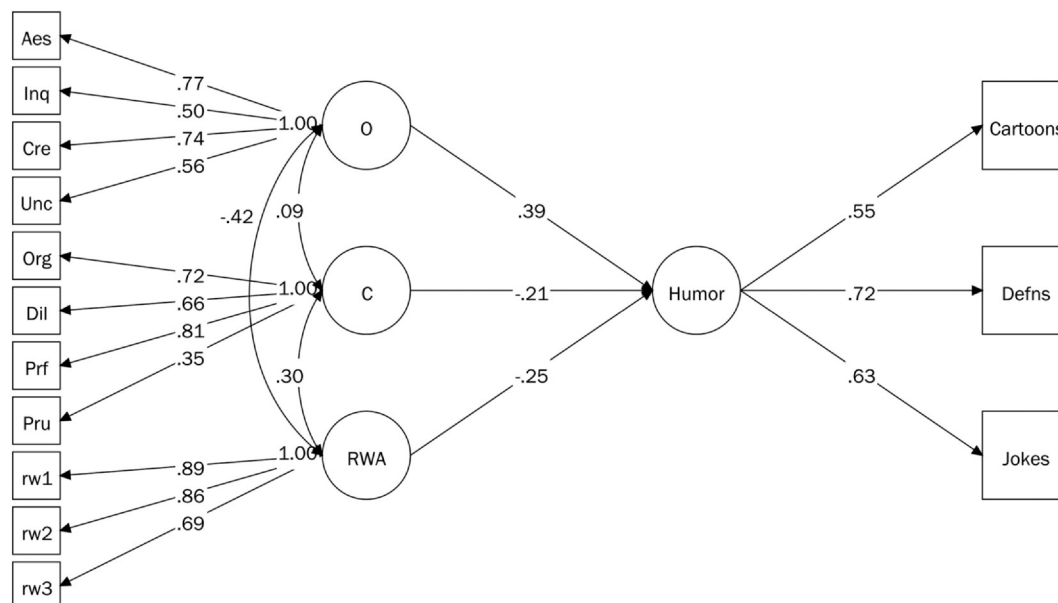 Aes
Inq
Cre
Unc
Org
Dil
Prf
Pru
rw1
rw2
rw3
.77
.50
.74
.56
.72
.66
.81
.35
.89
.86
.69
1.00
1.00
1.00
-.42
.09
.30
O
C
RWA
.39
-.21
-.25
Humor
.55
.72
.63
Cartoons
Defns
Jokes